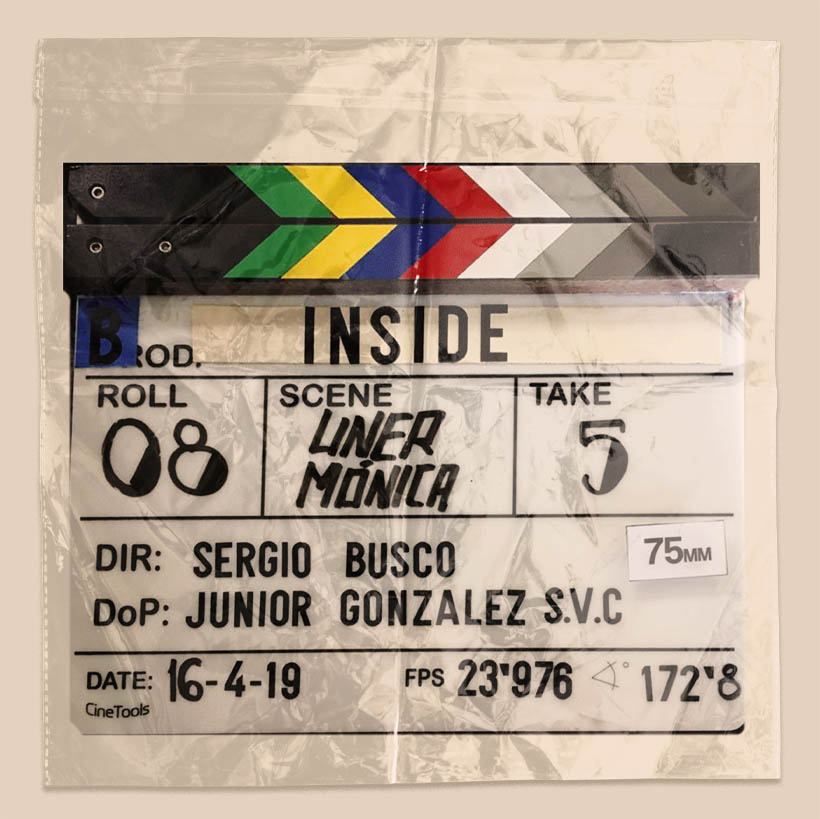 B ROD. INSIDE
ROLL SCENE TAKE
08 LINER MÓNICA 5
DIR: SERGIO BUSCO
75MM
DoP: JUNIOR GONZALEZ S.V.C
DATE: 16-4-19 FPS 23'976 ∢° 172'8
CineTools